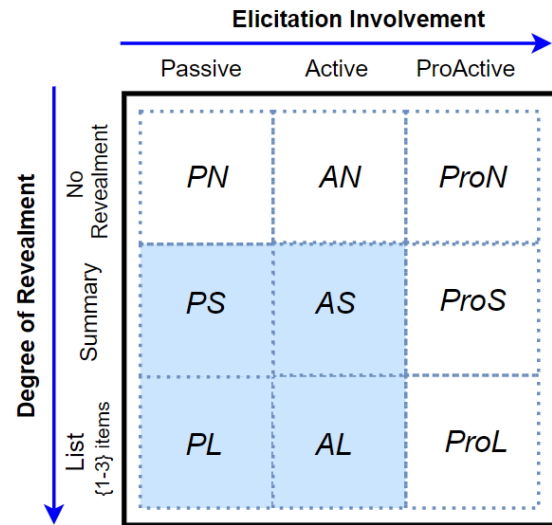 Elicitation Involvement
Passive Active ProActive
Degree of Revealment
No
Revealment
PN AN ProN
Summary
PS AS ProS
List
{1-3} items
PL AL ProL